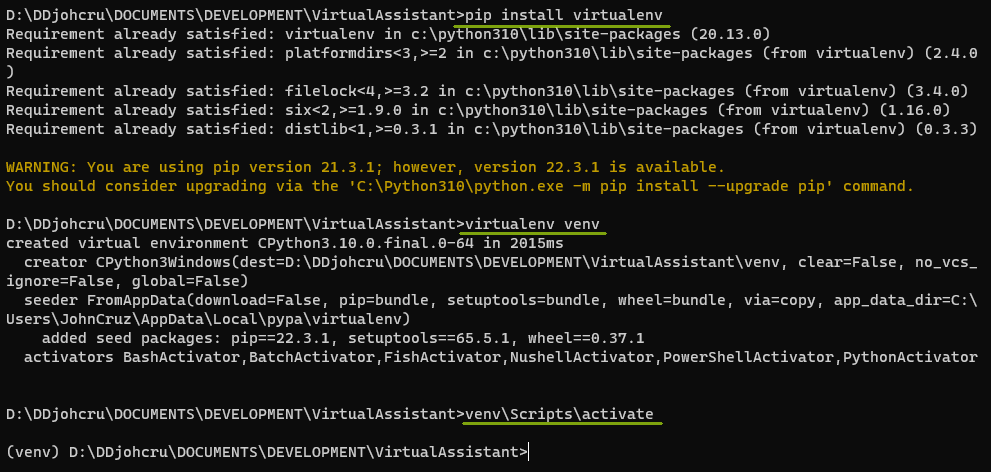 D:\DDjohcru\DOCUMENTS\DEVELOPMENT\VirtualAssistant>pip install virtualenv
Requirement already satisfied: virtualenv in c:\python310\lib\site-packages (20.13.0)
Requirement already satisfied: platformdirs<3,>=2 in c:\python310\lib\site-packages (from virtualenv) (2.4.0
)
Requirement already satisfied: filelock<4,>=3.2 in c:\python310\lib\site-packages (from virtualenv) (3.4.0)
Requirement already satisfied: six<2,>=1.9.0 in c:\python310\lib\site-packages (from virtualenv) (1.16.0)
Requirement already satisfied: distlib<1,>=0.3.1 in c:\python310\lib\site-packages (from virtualenv) (0.3.3)
WARNING: You are using pip version 21.3.1; however, version 22.3.1 is available.
You should consider upgrading via the 'C:\Python310\python.exe -m pip install --upgrade pip' command.
D:\DDjohcru\DOCUMENTS\DEVELOPMENT\VirtualAssistant>virtualenv venv
created virtual environment CPython3.10.0.final.0-64 in 2015ms
  creator CPython3Windows(dest=D:\DDjohcru\DOCUMENTS\DEVELOPMENT\VirtualAssistant\venv, clear=False, no_vcs_
ignore=False, global=False)
  seeder FromAppData(download=False, pip=bundle, setuptools=bundle, wheel=bundle, via=copy, app_data_dir=C:\
Users\JohnCruz\AppData\Local\pypa\virtualenv)
    added seed packages: pip==22.3.1, setuptools==65.5.1, wheel==0.37.1
  activators BashActivator,BatchActivator,FishActivator,NushellActivator,PowerShellActivator,PythonActivator
D:\DDjohcru\DOCUMENTS\DEVELOPMENT\VirtualAssistant>venv\Scripts\activate
(venv) D:\DDjohcru\DOCUMENTS\DEVELOPMENT\VirtualAssistant>